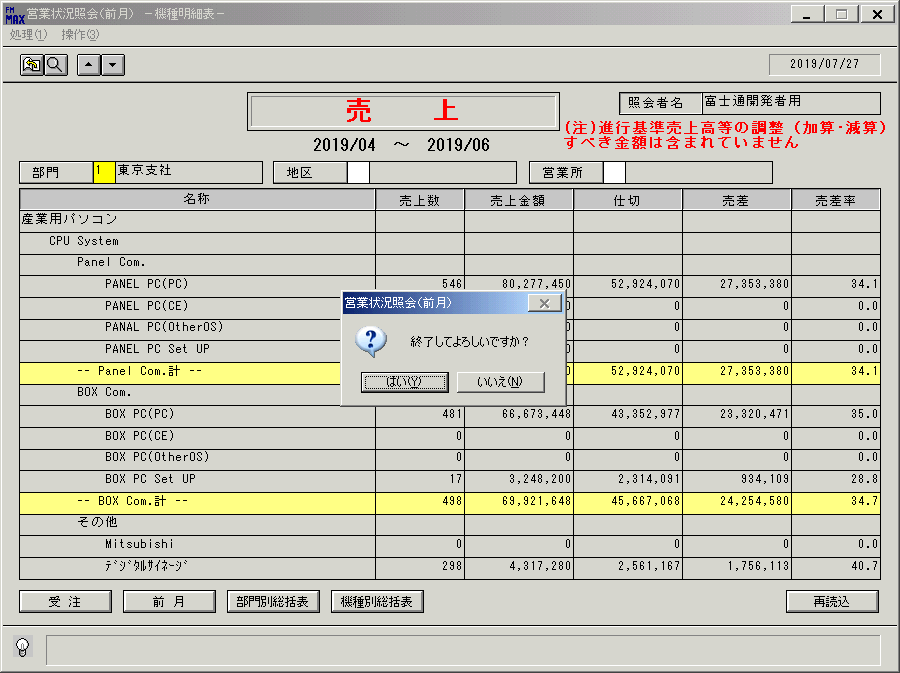 FM MAX 営業状況照会(前月) －機種明細表－
処理(1) 操作(3)
2019/07/27
売 上
照会者名 富士通開発者用
2019/04 ～ 2019/06
(注)進行基準売上高等の調整 (加算･減算)
すべき金額は含まれていません
部門 1 東京支社 地区 営業所
名称 売上数 売上金額 仕切 売差 売差率
産業用パソコン
CPU System
Panel Com.
PANEL PC(PC) 546 80,277,450 52,924,070 27,353,380 34.1
PANEL PC(CE) 0 0 0.0
PANAL PC(OtherOS) 0 0 0.0
PANEL PC Set UP 0 0 0.0
-- Panel Com.計 -- 52,924,070 27,353,380 34.1
BOX Com.
BOX PC(PC) 481 66,673,448 43,352,977 23,320,471 35.0
BOX PC(CE) 0 0 0 0 0.0
BOX PC(OtherOS) 0 0 0 0 0.0
BOX PC Set UP 17 3,248,200 2,314,091 934,109 28.8
-- BOX Com.計 -- 498 69,921,648 45,667,068 24,254,580 34.7
その他
Mitsubishi 0 0 0 0 0.0
ﾃﾞｼﾞﾀﾙｻｲﾈｰｼﾞ 298 4,317,280 2,561,167 1,756,113 40.7
営業状況照会(前月)
終了してよろしいですか？
はい(Y) いいえ(N)
受 注 前 月 部門別総括表 機種別総括表 再読込